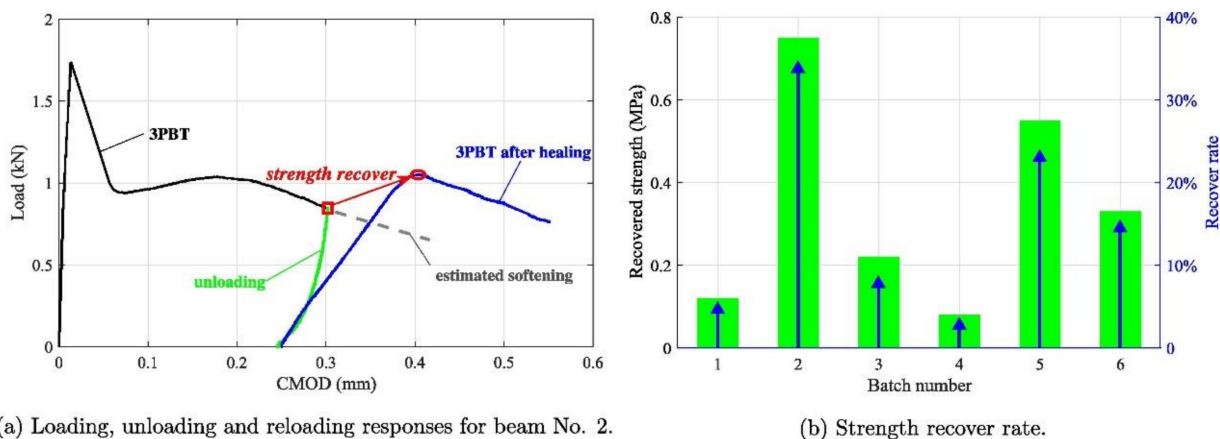 2
1.5
1
0.5
0
Load (kN)
3PBT
strength recover
3PBT after healing
unloading
estimated softening
0 0.1 0.2 0.3 0.4 0.5 0.6
CMOD (mm)
(a) Loading, unloading and reloading responses for beam No. 2.
0.8
0.6
0.4
0.2
0
Recovered strength (MPa)
40%
30%
20%
10%
0
Recover rate
1 2 3 4 5 6
Batch number
(b) Strength recover rate.